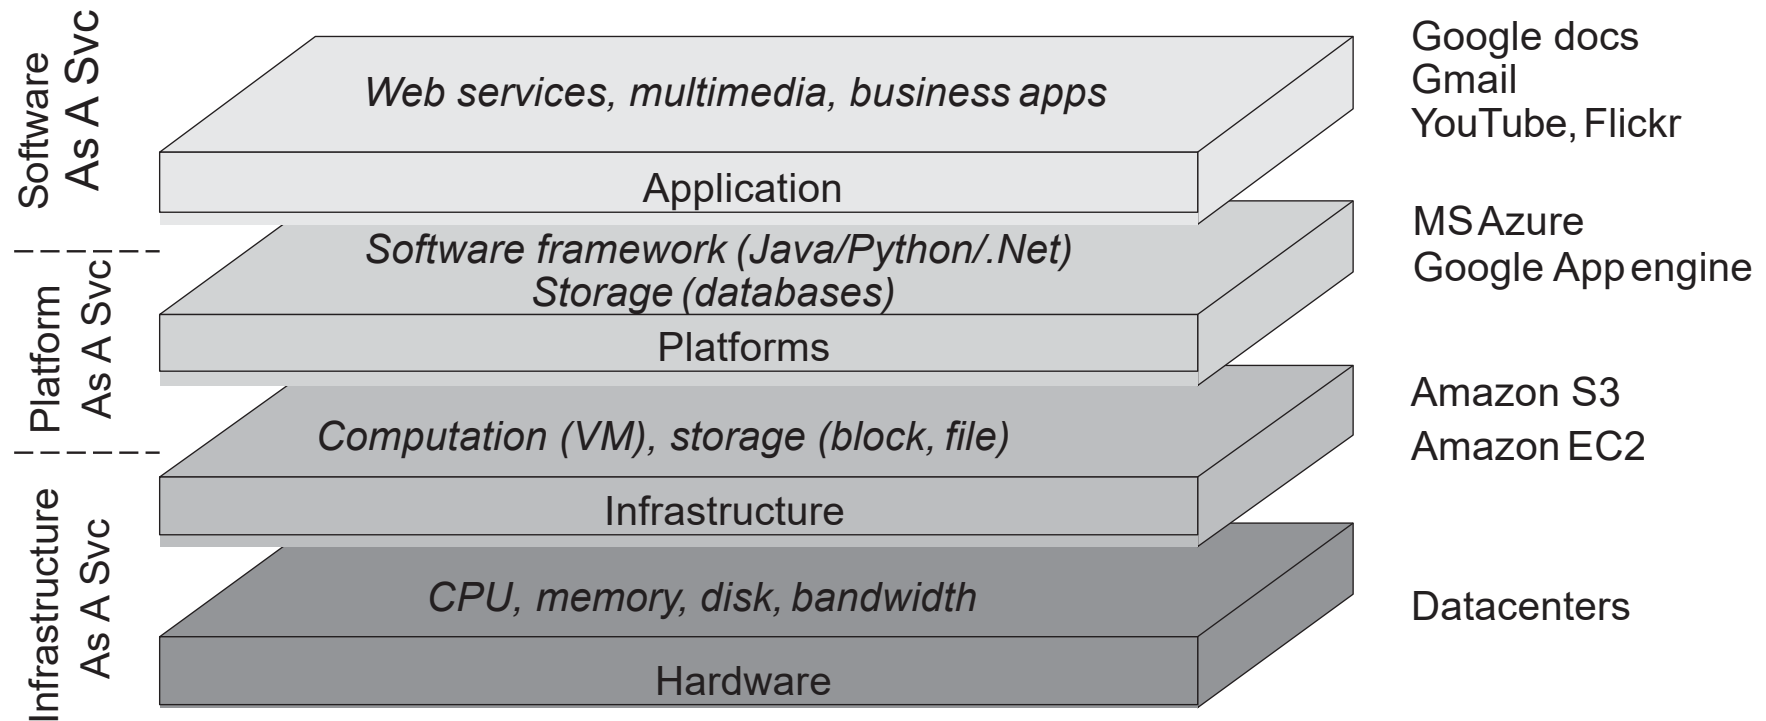 Software
As A Svc
Web services, multimedia, business apps
Application
Google docs
Gmail
YouTube, Flickr
Platform
As A Svc
Software framework (Java/Python/.Net)
Storage (databases)
Platforms
MS Azure
Google App engine
Infrastructure
As A Svc
Computation (VM), storage (block, file)
Infrastructure
Amazon S3
Amazon EC2
CPU, memory, disk, bandwidth
Hardware
Datacenters